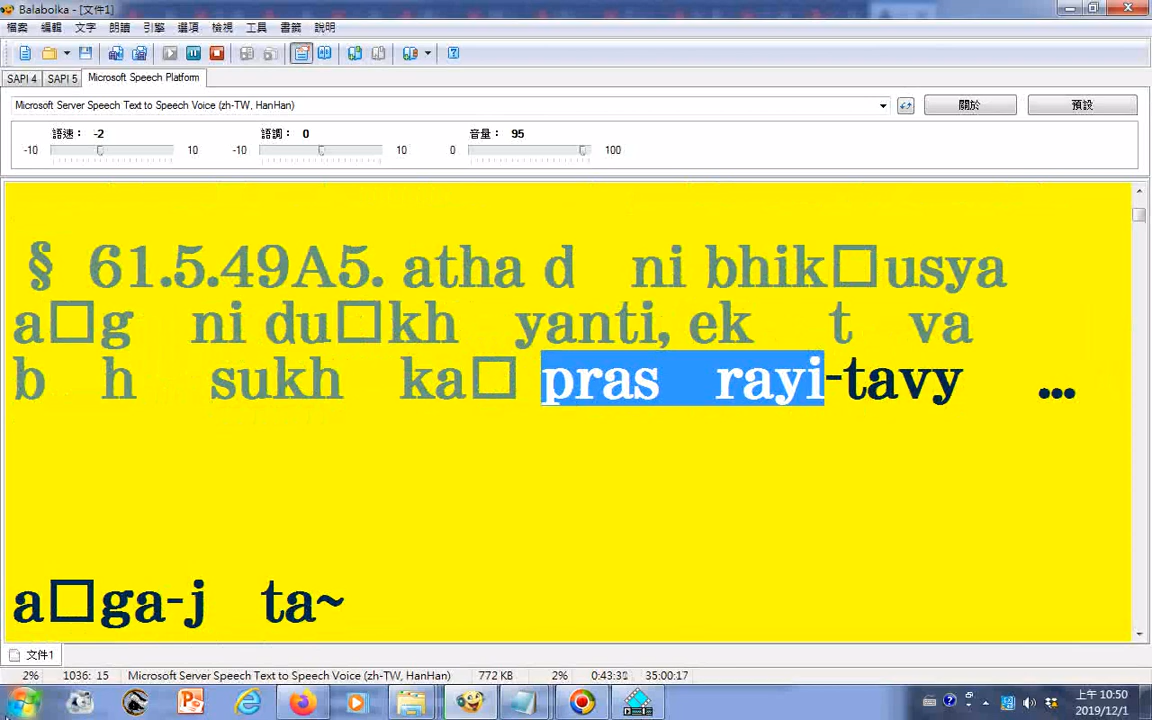 Balabolka - [文件1]
檔案 編輯 文字 朗讀 引擎 選項 檢視 工具 書籤 說明
SAPI 4 SAPI 5 Microsoft Speech Platform
Microsoft Server Speech Text to Speech Voice (zh-TW, HanHan) 關於 預設
語速： -2 語調： 0 音量： 95
-10 10 -10 10 0 100
§ 61.5.49A5. atha d ni bhik□usya
a□g ni du□kh yanti, ek t va
b h sukh ka□ pras rayi-tavy ...
a□ga-j ta~
文件1
2% 1036: 15 Microsoft Server Speech Text to Speech Voice (zh-TW, HanHan) 772 KB 2% 0:43:31 35:00:17
上午 10:50
2019/12/1